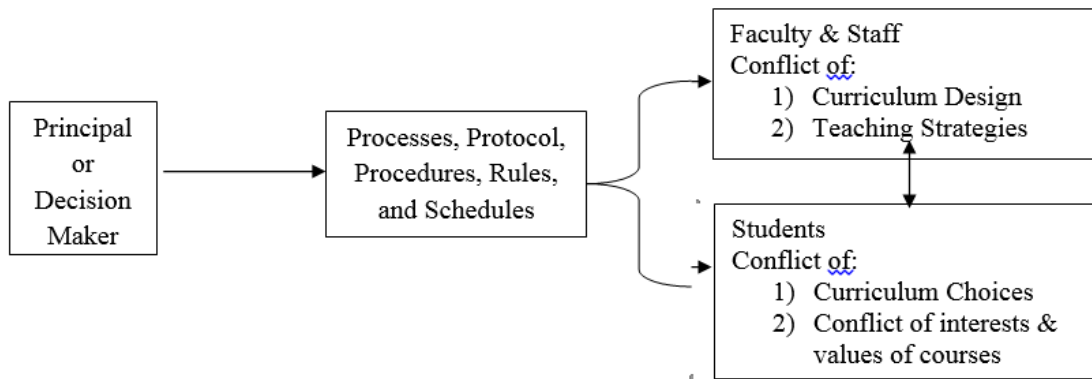 Principal
or
Decision
Maker
Processes, Protocol,
Procedures, Rules,
and Schedules
Faculty & Staff
Conflict of:
1) Curriculum Design
2) Teaching Strategies
Students
Conflict of:
1) Curriculum Choices
2) Conflict of interests &
values of courses